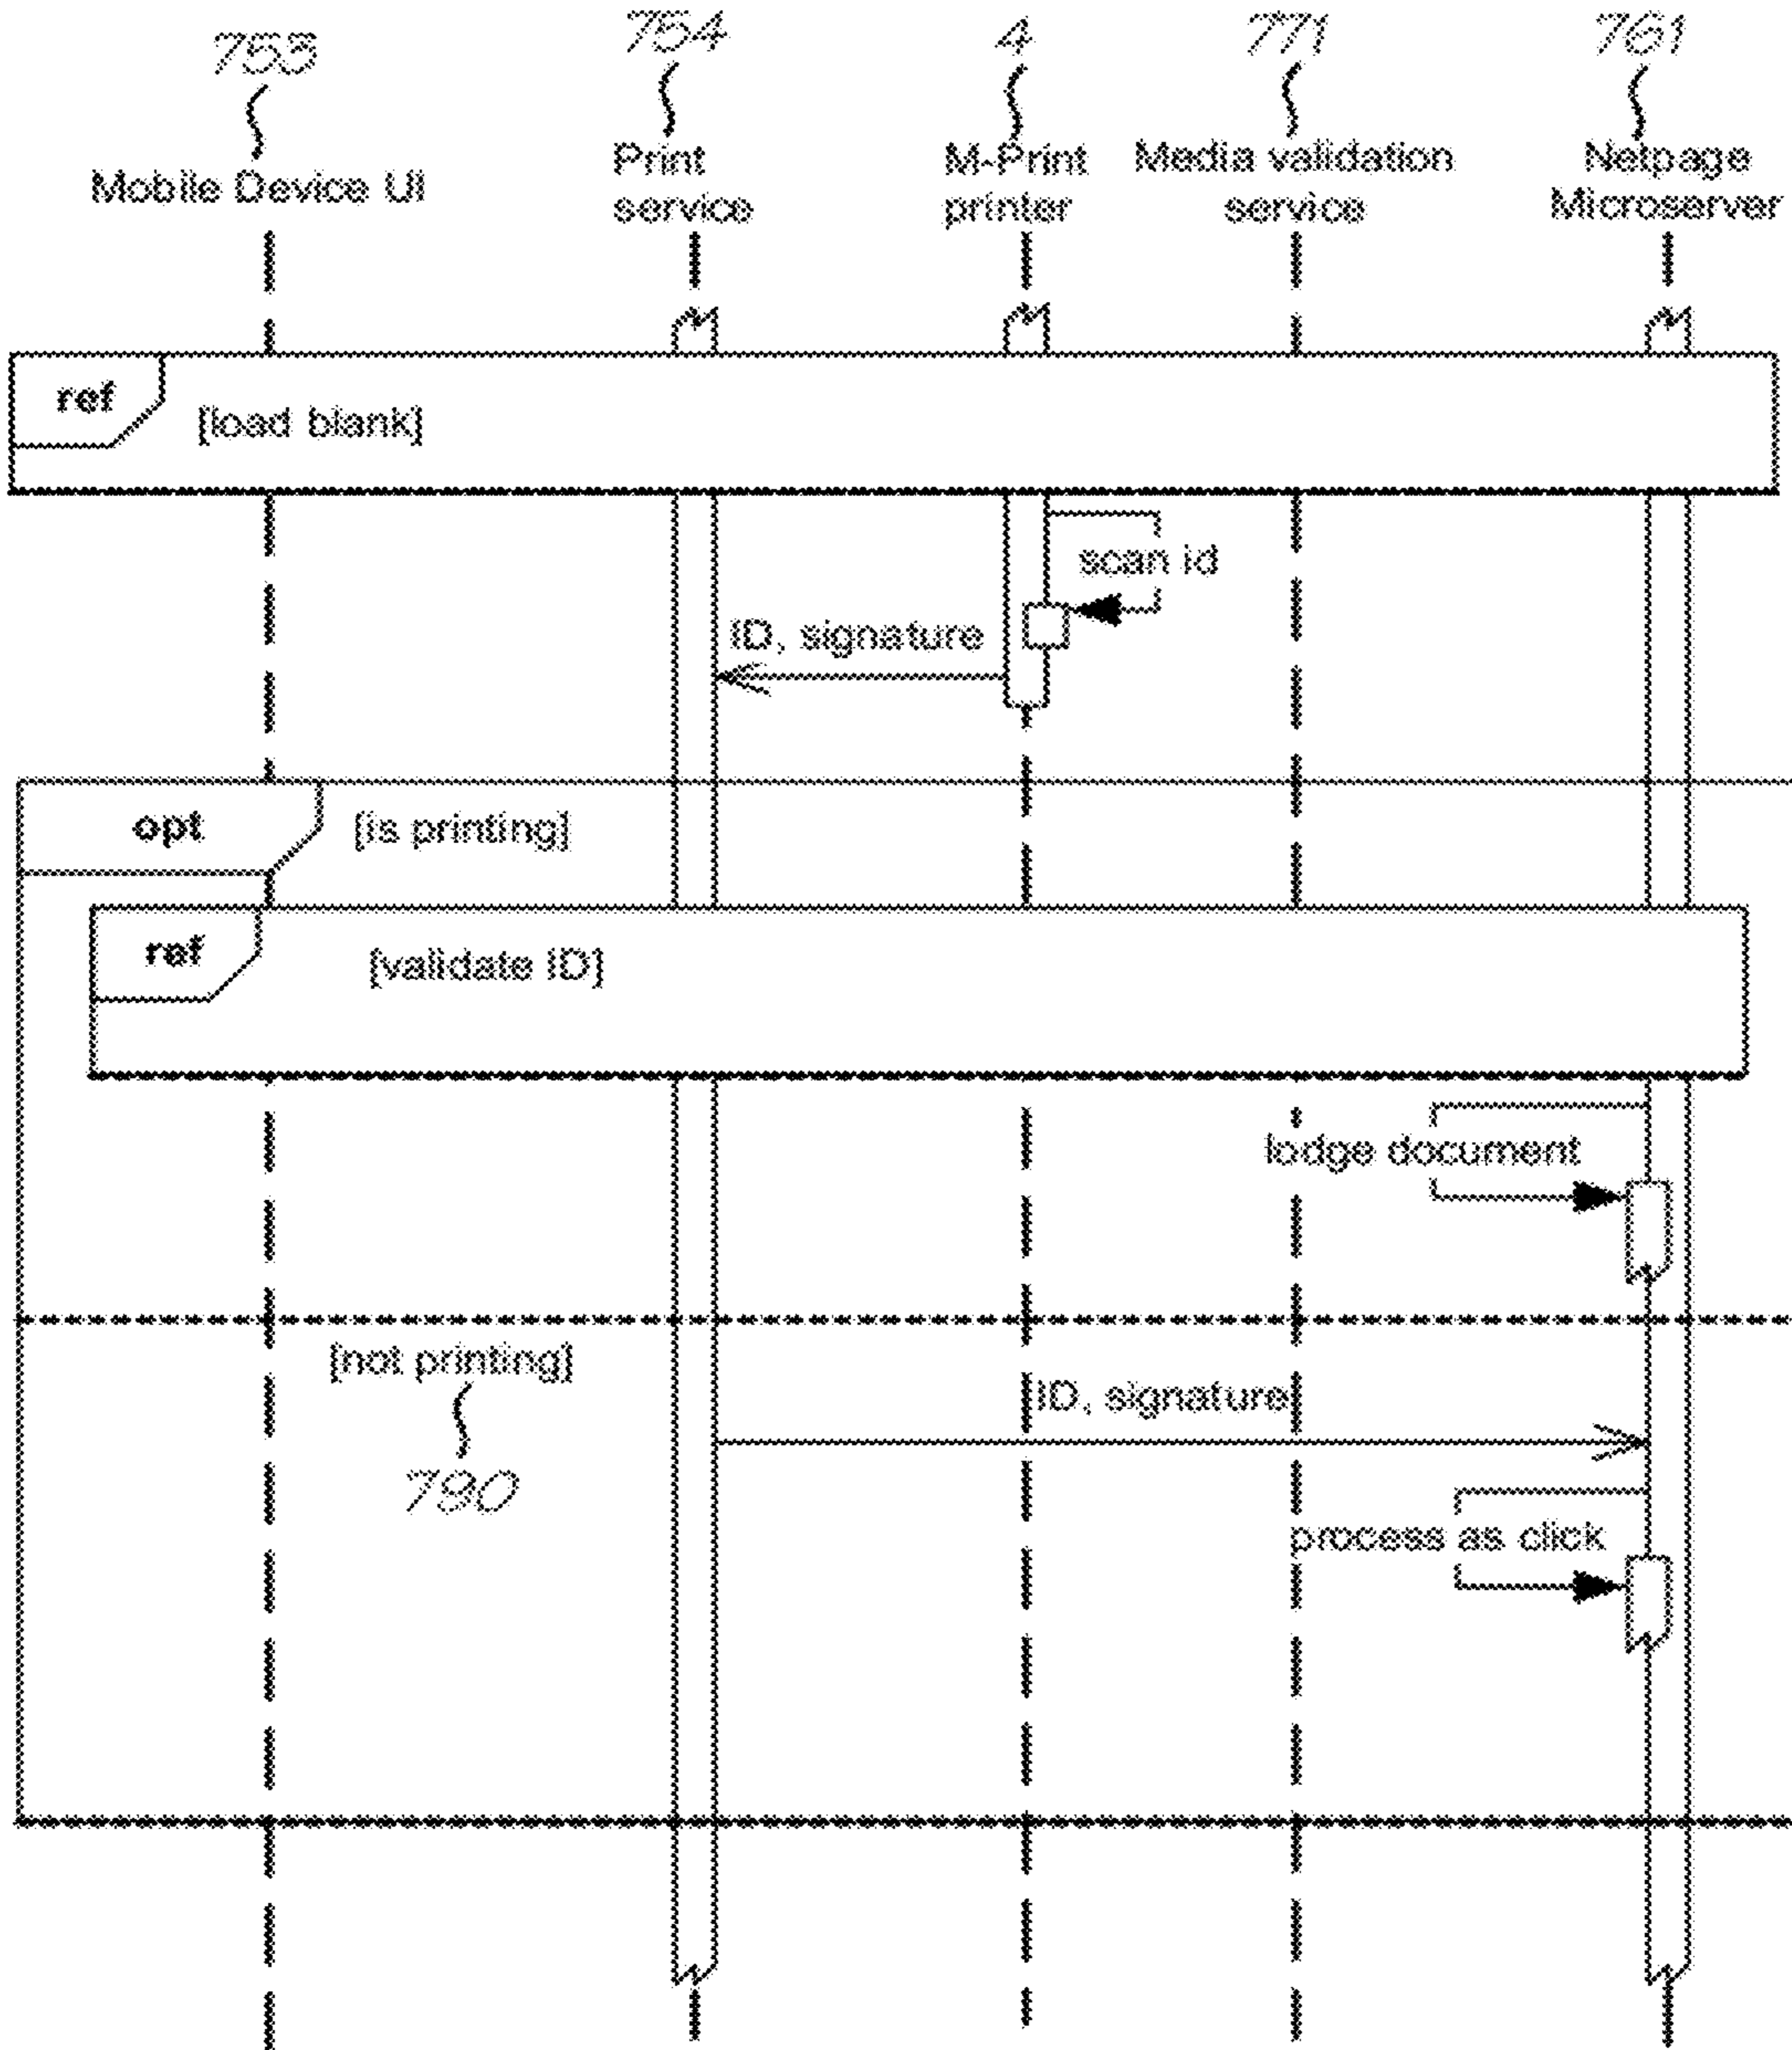 753 754 4 771 761
Mobile Device UI
Print
service
M-Print
printer
Media validation
service
Netpage
Microserver
ref
[load blank]
scan id
ID, signature
opt
[is printing]
ref
[validate ID]
lodge document
[not printing]
ID, signature
790
process as click